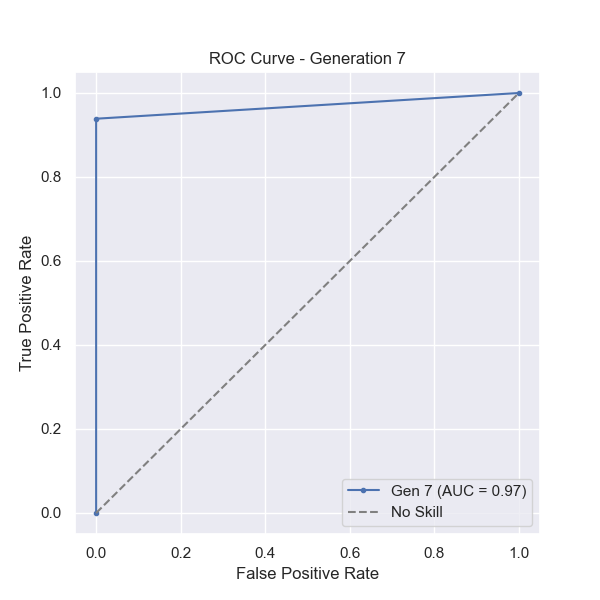 ROC Curve - Generation 7
1.0
0.8
0.6
0.4
0.2
0.0
True Positive Rate
0.0 0.2 0.4 0.6 0.8 1.0
False Positive Rate
Gen 7 (AUC = 0.97)
No Skill